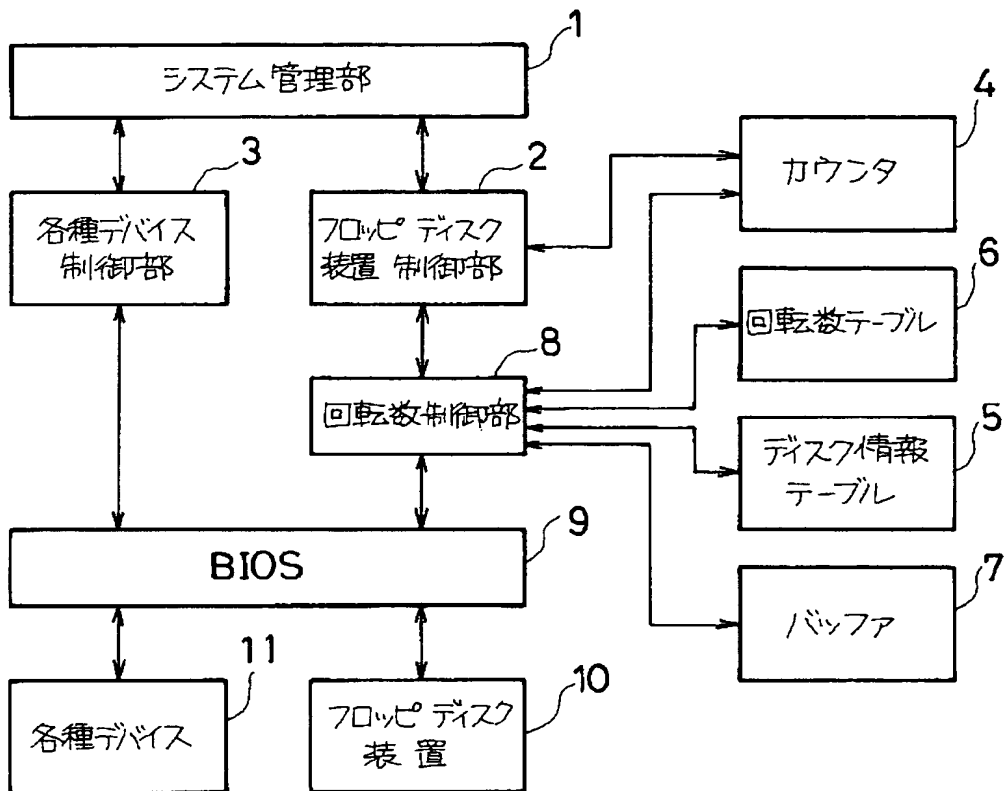 1
システム管理部
4
カウンタ
3
各種デバイス
制御部
2
フロッピ ディスク
装置 制御部
6
回転数テーブル
8
回転数制御部
5
ディスク情報
テーブル
9
BIOS
7
バッファ
11
各種デバイス
10
フロッピ ディスク
装 置